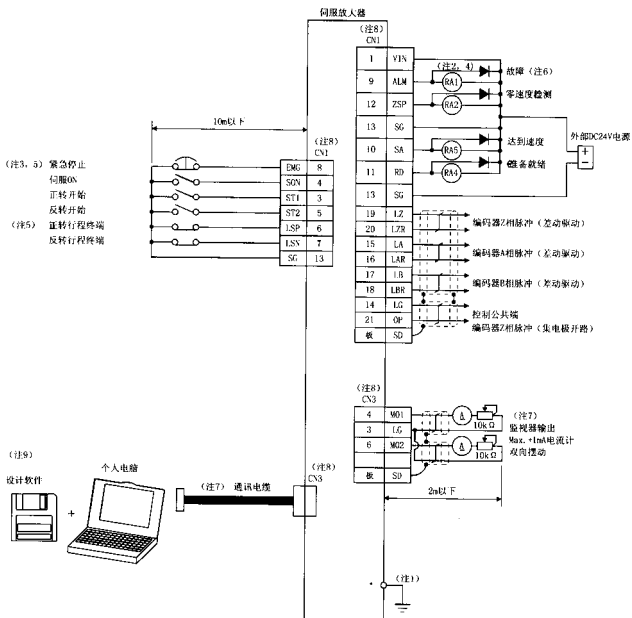 伺服放大器
(注8)
CN1
1 VIN
9 ALM
12 ZSP
13 SG
10 SA
11 RD
13 SG
19 LZ
20 LZR
15 LA
16 LAR
17 LB
18 LBR
14 LG
21 OP
板 SD
(注2, 4)
RA1
RA2
RA5
RA4
故障 (注6)
零速度检测
达到速度
准备就绪
外部DC24V电源
编码器Z相脉冲 (差动驱动)
编码器A相脉冲 (差动驱动)
编码器B相脉冲 (差动驱动)
控制公共端
编码器Z相脉冲 (集电极开路)
10m以下
(注8)
CN1
(注3, 5) 紧急停止 EMG 8
伺服ON SON 4
正转开始 ST1 3
反转开始 ST2 5
(注5) 正转行程终端 LSP 6
反转行程终端 LSN 7
SG 13
(注8)
CN3
4 MO1
3 LG
6 MO2
板 SD
A
10kΩ
A
10kΩ
(注7)
监视器输出
Max. +1mA电流计
双向摆动
2m以下
(注9)
设计软件
+
个人电脑
(注7) 通讯电缆
(注8)
CN3
(注1)